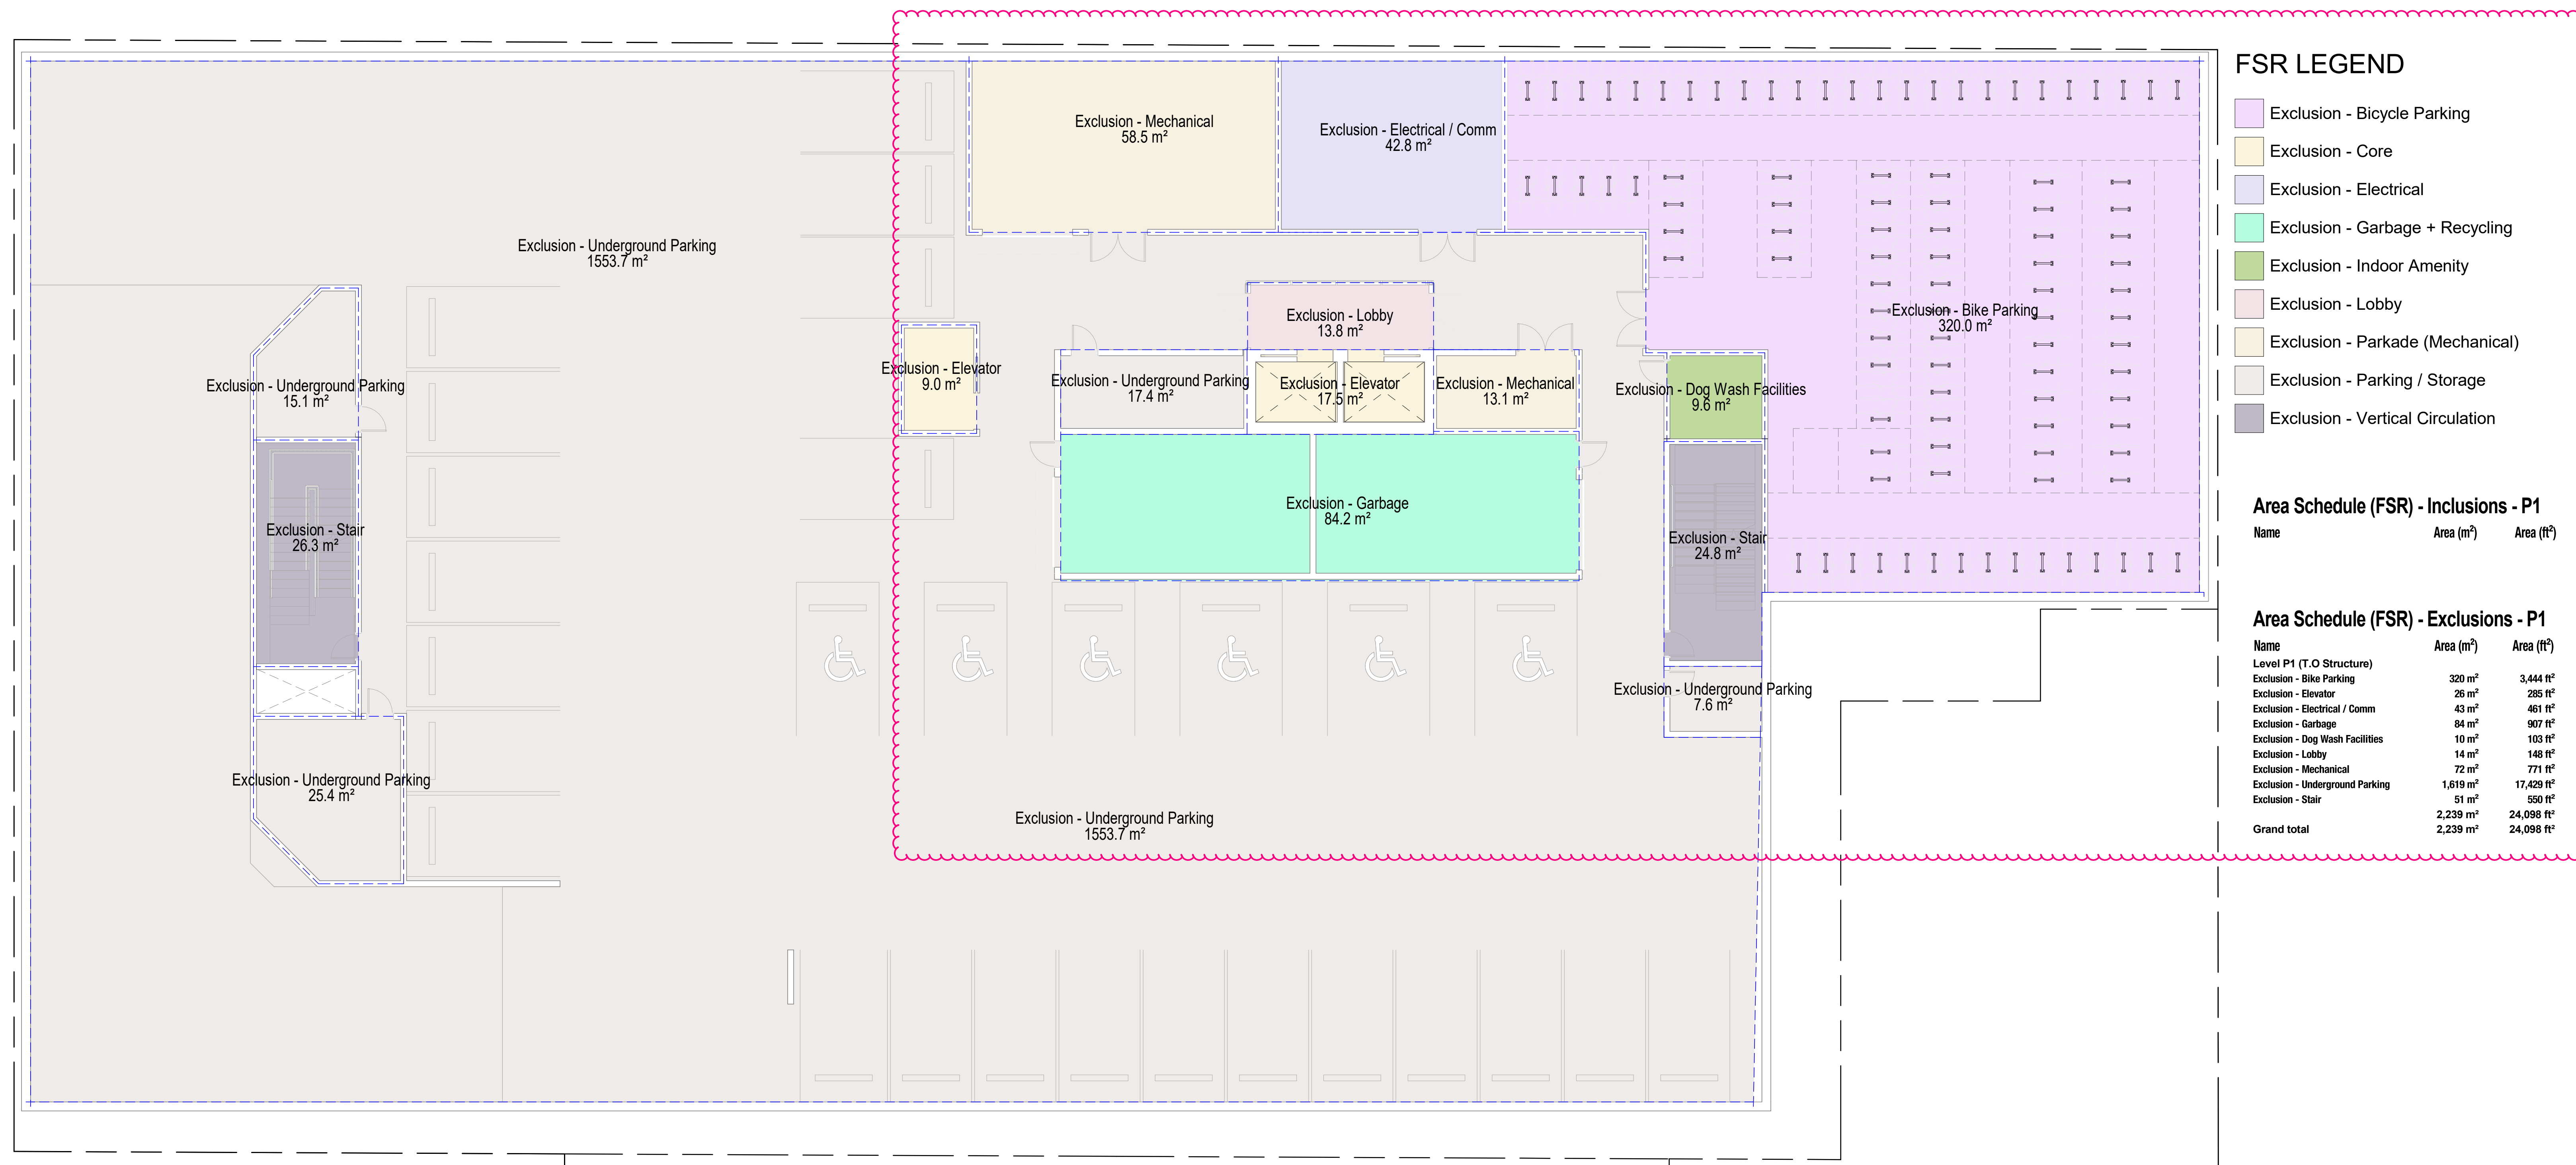 Exclusion - Mechanical
58.5 m²
Exclusion - Electrical / Comm
42.8 m²
Exclusion - Underground Parking
1553.7 m²
Exclusion - Lobby
13.8 m²
Exclusion - Bike Parking
320.0 m²
Exclusion - Underground Parking
15.1 m²
Exclusion - Elevator
9.0 m²
Exclusion - Underground Parking
17.4 m²
Exclusion - Elevator
17.5 m²
Exclusion - Mechanical
13.1 m²
Exclusion - Dog Wash Facilities
9.6 m²
Exclusion - Stair
26.3 m²
Exclusion - Garbage
84.2 m²
Exclusion - Stair
24.8 m²
Exclusion - Underground Parking
7.6 m²
Exclusion - Underground Parking
25.4 m²
Exclusion - Underground Parking
1553.7 m²
FSR LEGEND
Exclusion - Bicycle Parking
Exclusion - Core
Exclusion - Electrical
Exclusion - Garbage + Recycling
Exclusion - Indoor Amenity
Exclusion - Lobby
Exclusion - Parkade (Mechanical)
Exclusion - Parking / Storage
Exclusion - Vertical Circulation
Area Schedule (FSR) - Inclusions - P1
Name Area (m²) Area (ft²)
Area Schedule (FSR) - Exclusions - P1
Name Area (m²) Area (ft²)
Level P1 (T.O Structure)
Exclusion - Bike Parking 320 m² 3,444 ft²
Exclusion - Elevator 26 m² 285 ft²
Exclusion - Electrical / Comm 43 m² 461 ft²
Exclusion - Garbage 84 m² 907 ft²
Exclusion - Dog Wash Facilities 10 m² 103 ft²
Exclusion - Lobby 14 m² 148 ft²
Exclusion - Mechanical 72 m² 771 ft²
Exclusion - Underground Parking 1,619 m² 17,429 ft²
Exclusion - Stair 51 m² 550 ft²
2,239 m² 24,098 ft²
Grand total 2,239 m² 24,098 ft²